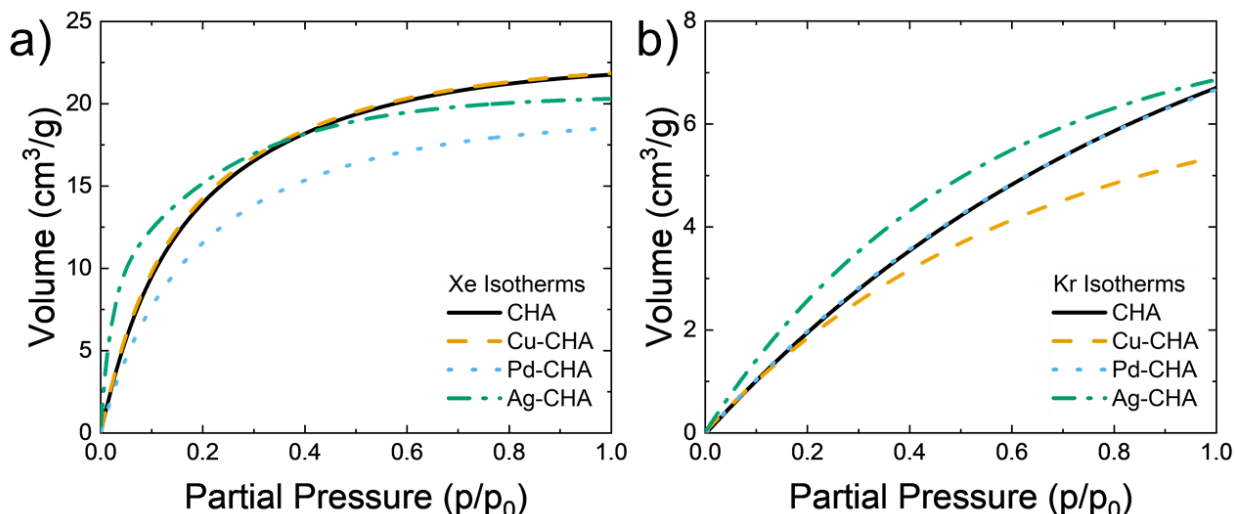 a)
Volume (cm³/g)
25
20
15
10
5
0
0.0 0.2 0.4 0.6 0.8 1.0
Partial Pressure (p/p₀)
Xe Isotherms
CHA
Cu-CHA
Pd-CHA
Ag-CHA
b)
Volume (cm³/g)
8
6
4
2
0
0.0 0.2 0.4 0.6 0.8 1.0
Partial Pressure (p/p₀)
Kr Isotherms
CHA
Cu-CHA
Pd-CHA
Ag-CHA